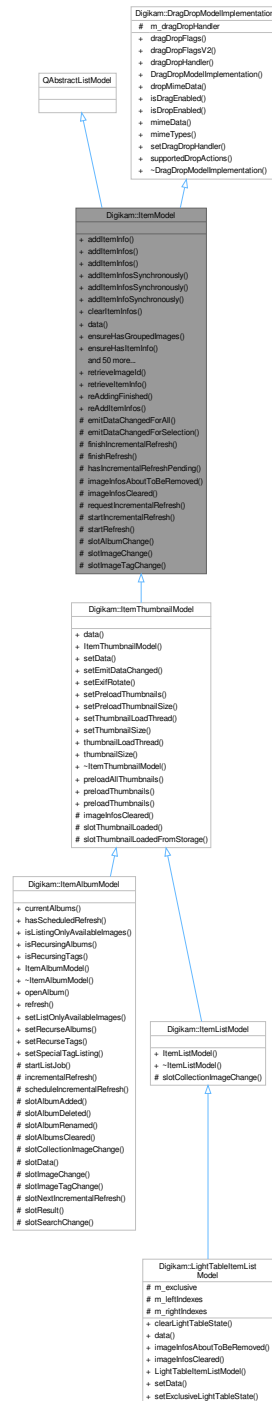 Digikam::DragDropModelImplementation
# m_dragDropHandler
+ dragDropFlags()
+ dragDropFlagsV2()
+ dragDropHandler()
+ DragDropModelImplementation()
+ dropMimeData()
+ isDragEnabled()
+ isDropEnabled()
+ mimeData()
+ mimeTypes()
+ setDragDropHandler()
+ supportedDropActions()
+ ~DragDropModelImplementation()
QAbstractListModel
Digikam::ItemModel
+ addItemInfo()
+ addItemInfos()
+ addItemInfos()
+ addItemInfosSynchronously()
+ addItemInfosSynchronously()
+ addItemInfoSynchronously()
+ clearItemInfos()
+ data()
+ ensureHasGroupedImages()
+ ensureHasItemInfo()
and 50 more...
+ retrieveImageId()
+ retrieveItemInfo()
+ reAddingFinished()
+ reAddItemInfos()
# emitDataChangedForAll()
# emitDataChangedForSelection()
# finishIncrementalRefresh()
# finishRefresh()
# hasIncrementalRefreshPending()
# imageInfosAboutToBeRemoved()
# imageInfosCleared()
# requestIncrementalRefresh()
# startIncrementalRefresh()
# startRefresh()
# slotAlbumChange()
# slotImageChange()
# slotImageTagChange()
Digikam::ItemThumbnailModel
+ data()
+ ItemThumbnailModel()
+ setData()
+ setEmitDataChanged()
+ setExifRotate()
+ setPreloadThumbnails()
+ setPreloadThumbnailSize()
+ setThumbnailLoadThread()
+ setThumbnailSize()
+ thumbnailLoadThread()
+ thumbnailSize()
+ ~ItemThumbnailModel()
+ preloadAllThumbnails()
+ preloadThumbnails()
+ preloadThumbnails()
# imageInfosCleared()
# slotThumbnailLoaded()
# slotThumbnailLoadedFromStorage()
Digikam::ItemAlbumModel
+ currentAlbums()
+ hasScheduledRefresh()
+ isListingOnlyAvailableImages()
+ isRecursingAlbums()
+ isRecursingTags()
+ ItemAlbumModel()
+ ~ItemAlbumModel()
+ openAlbum()
+ refresh()
+ setListOnlyAvailableImages()
+ setRecurseAlbums()
+ setRecurseTags()
+ setSpecialTagListing()
# startListJob()
# incrementalRefresh()
# scheduleIncrementalRefresh()
# slotAlbumAdded()
# slotAlbumDeleted()
# slotAlbumRenamed()
# slotAlbumsCleared()
# slotCollectionImageChange()
# slotData()
# slotImageChange()
# slotImageTagChange()
# slotNextIncrementalRefresh()
# slotResult()
# slotSearchChange()
Digikam::ItemListModel
+ ItemListModel()
+ ~ItemListModel()
# slotCollectionImageChange()
Digikam::LightTableItemList
Model
# m_exclusive
# m_leftIndexes
# m_rightIndexes
+ clearLightTableState()
+ data()
+ imageInfosAboutToBeRemoved()
+ imageInfosCleared()
+ LightTableItemListModel()
+ setData()
+ setExclusiveLightTableState()